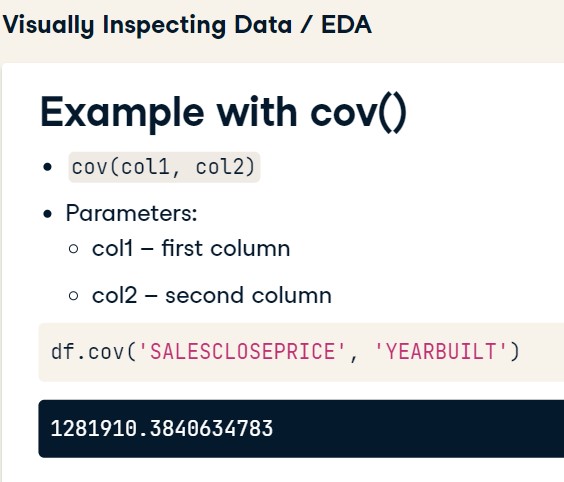 Visually Inspecting Data / EDA
Example with cov()
cov(col1, col2)
Parameters:
col1 – first column
col2 – second column
df.cov('SALESCLOSEPRICE', 'YEARBUILT')
1281910.3840634783